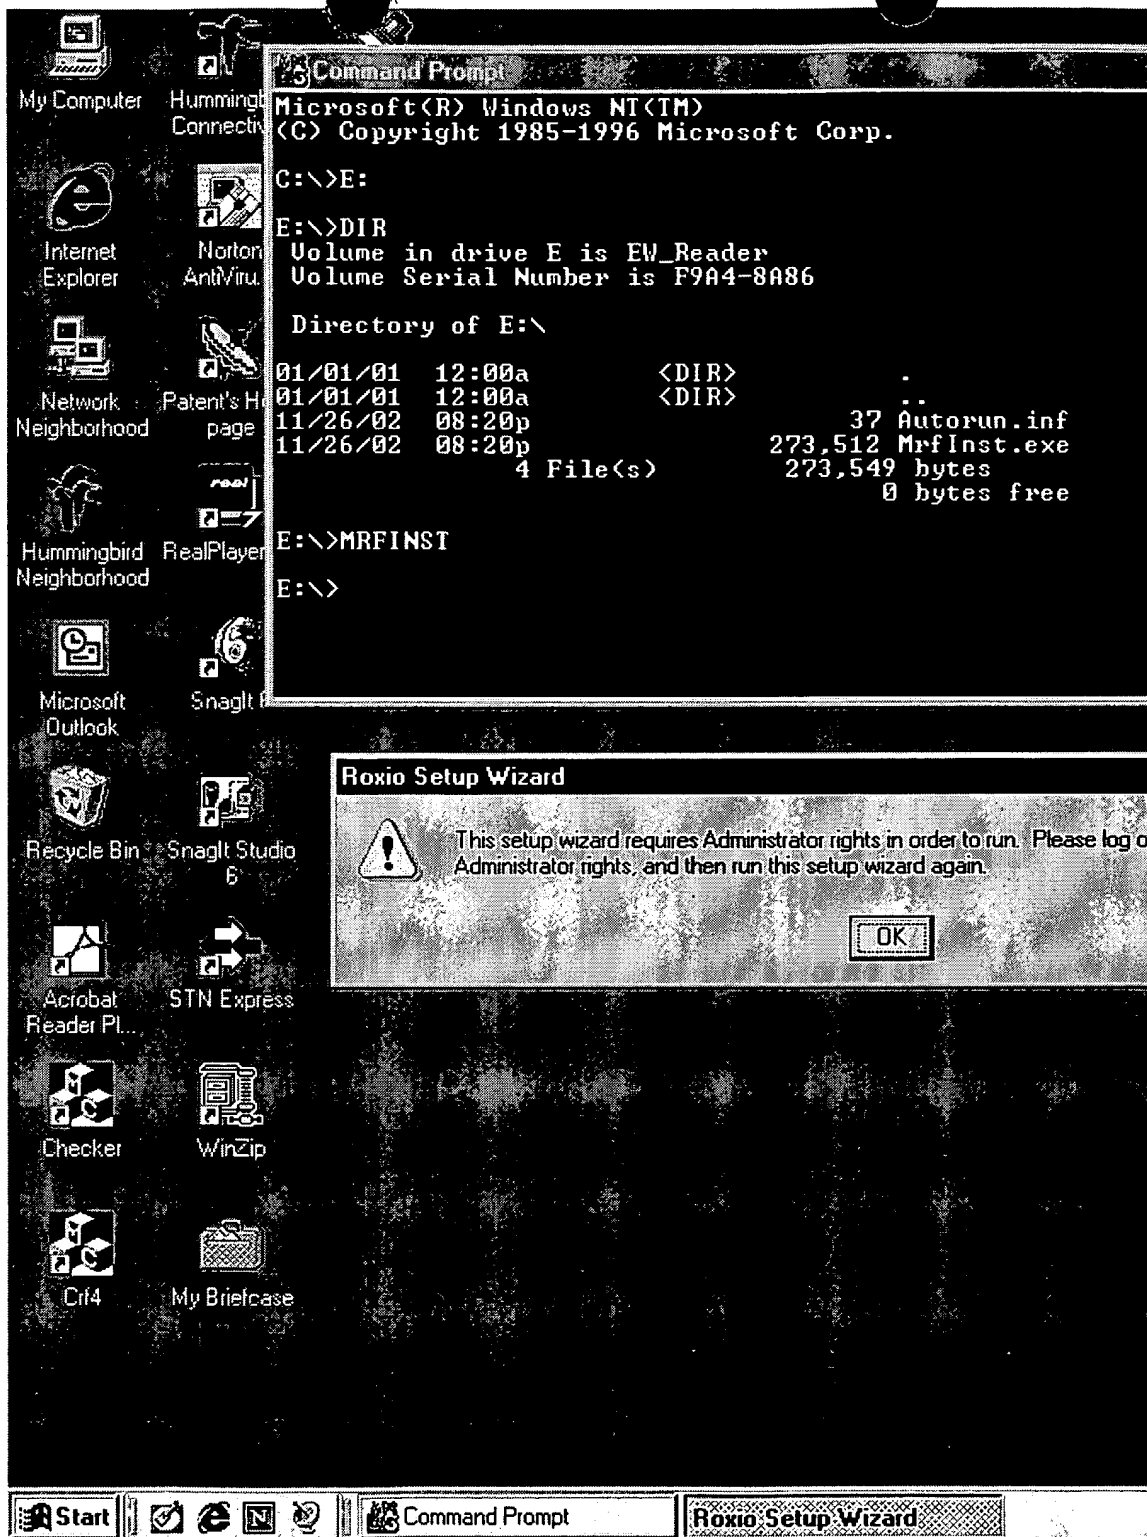 My Computer
Hummingb
Connectiv
Internet
Explorer
Norton
AntiViru.
Network
Neighborhood
Patent's H
page
Hummingbird
Neighborhood
real
7
RealPlayer
Microsoft
Outlook
6
SnagIt
Recycle Bin
SnagIt Studio
6
Acrobat
Reader Pl...
STN Express
Checker
WinZip
Crf4
My Briefcase
Command Prompt
Microsoft(R) Windows NT(TM)
(C) Copyright 1985-1996 Microsoft Corp.
C:\>E:
E:\>DIR
Volume in drive E is EW_Reader
Volume Serial Number is F9A4-8A86
Directory of E:\
01/01/01 12:00a <DIR> .
01/01/01 12:00a <DIR> ..
11/26/02 08:20p 37 Autorun.inf
11/26/02 08:20p 273,512 MrfInst.exe
4 File(s) 273,549 bytes
0 bytes free
E:\>MRFINST
E:\>
Roxio Setup Wizard
This setup wizard requires Administrator rights in order to run. Please log o
Administrator rights, and then run this setup wizard again.
OK
Start
Command Prompt
Roxio Setup Wizard